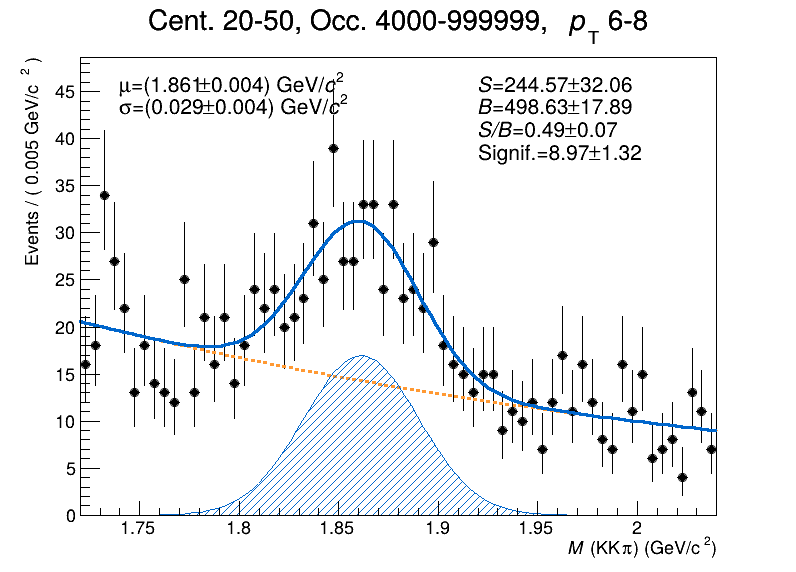 Cent. 20-50, Occ. 4000-999999, p_T 6-8
μ=(1.861±0.004) GeV/c²
σ=(0.029±0.004) GeV/c²
S=244.57±32.06
B=498.63±17.89
S/B=0.49±0.07
Signif.=8.97±1.32
Events / ( 0.005 GeV/c² )
45
40
35
30
25
20
15
10
5
0
1.75 1.8 1.85 1.9 1.95 2
M (KKπ) (GeV/c²)